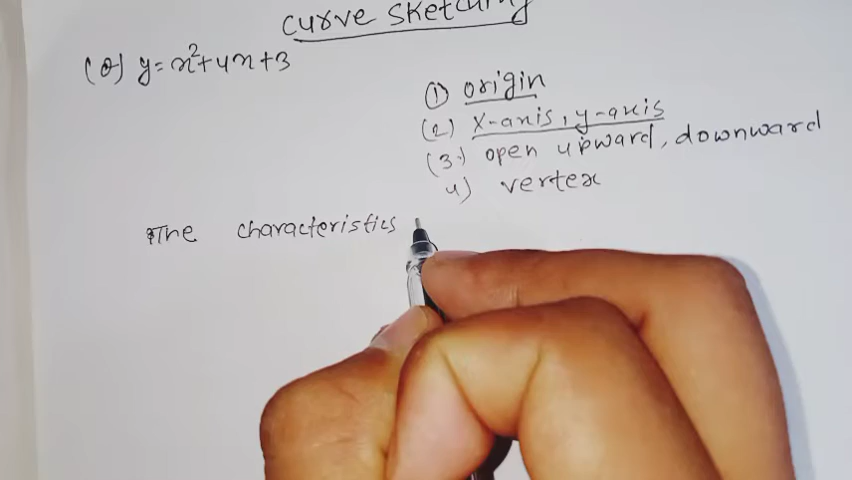 curve sketching
(Q) y=x²+4x+3
(1) origin
(2) x-axis, y-axis
(3.) open upward, downward
4) vertex
The characteristics